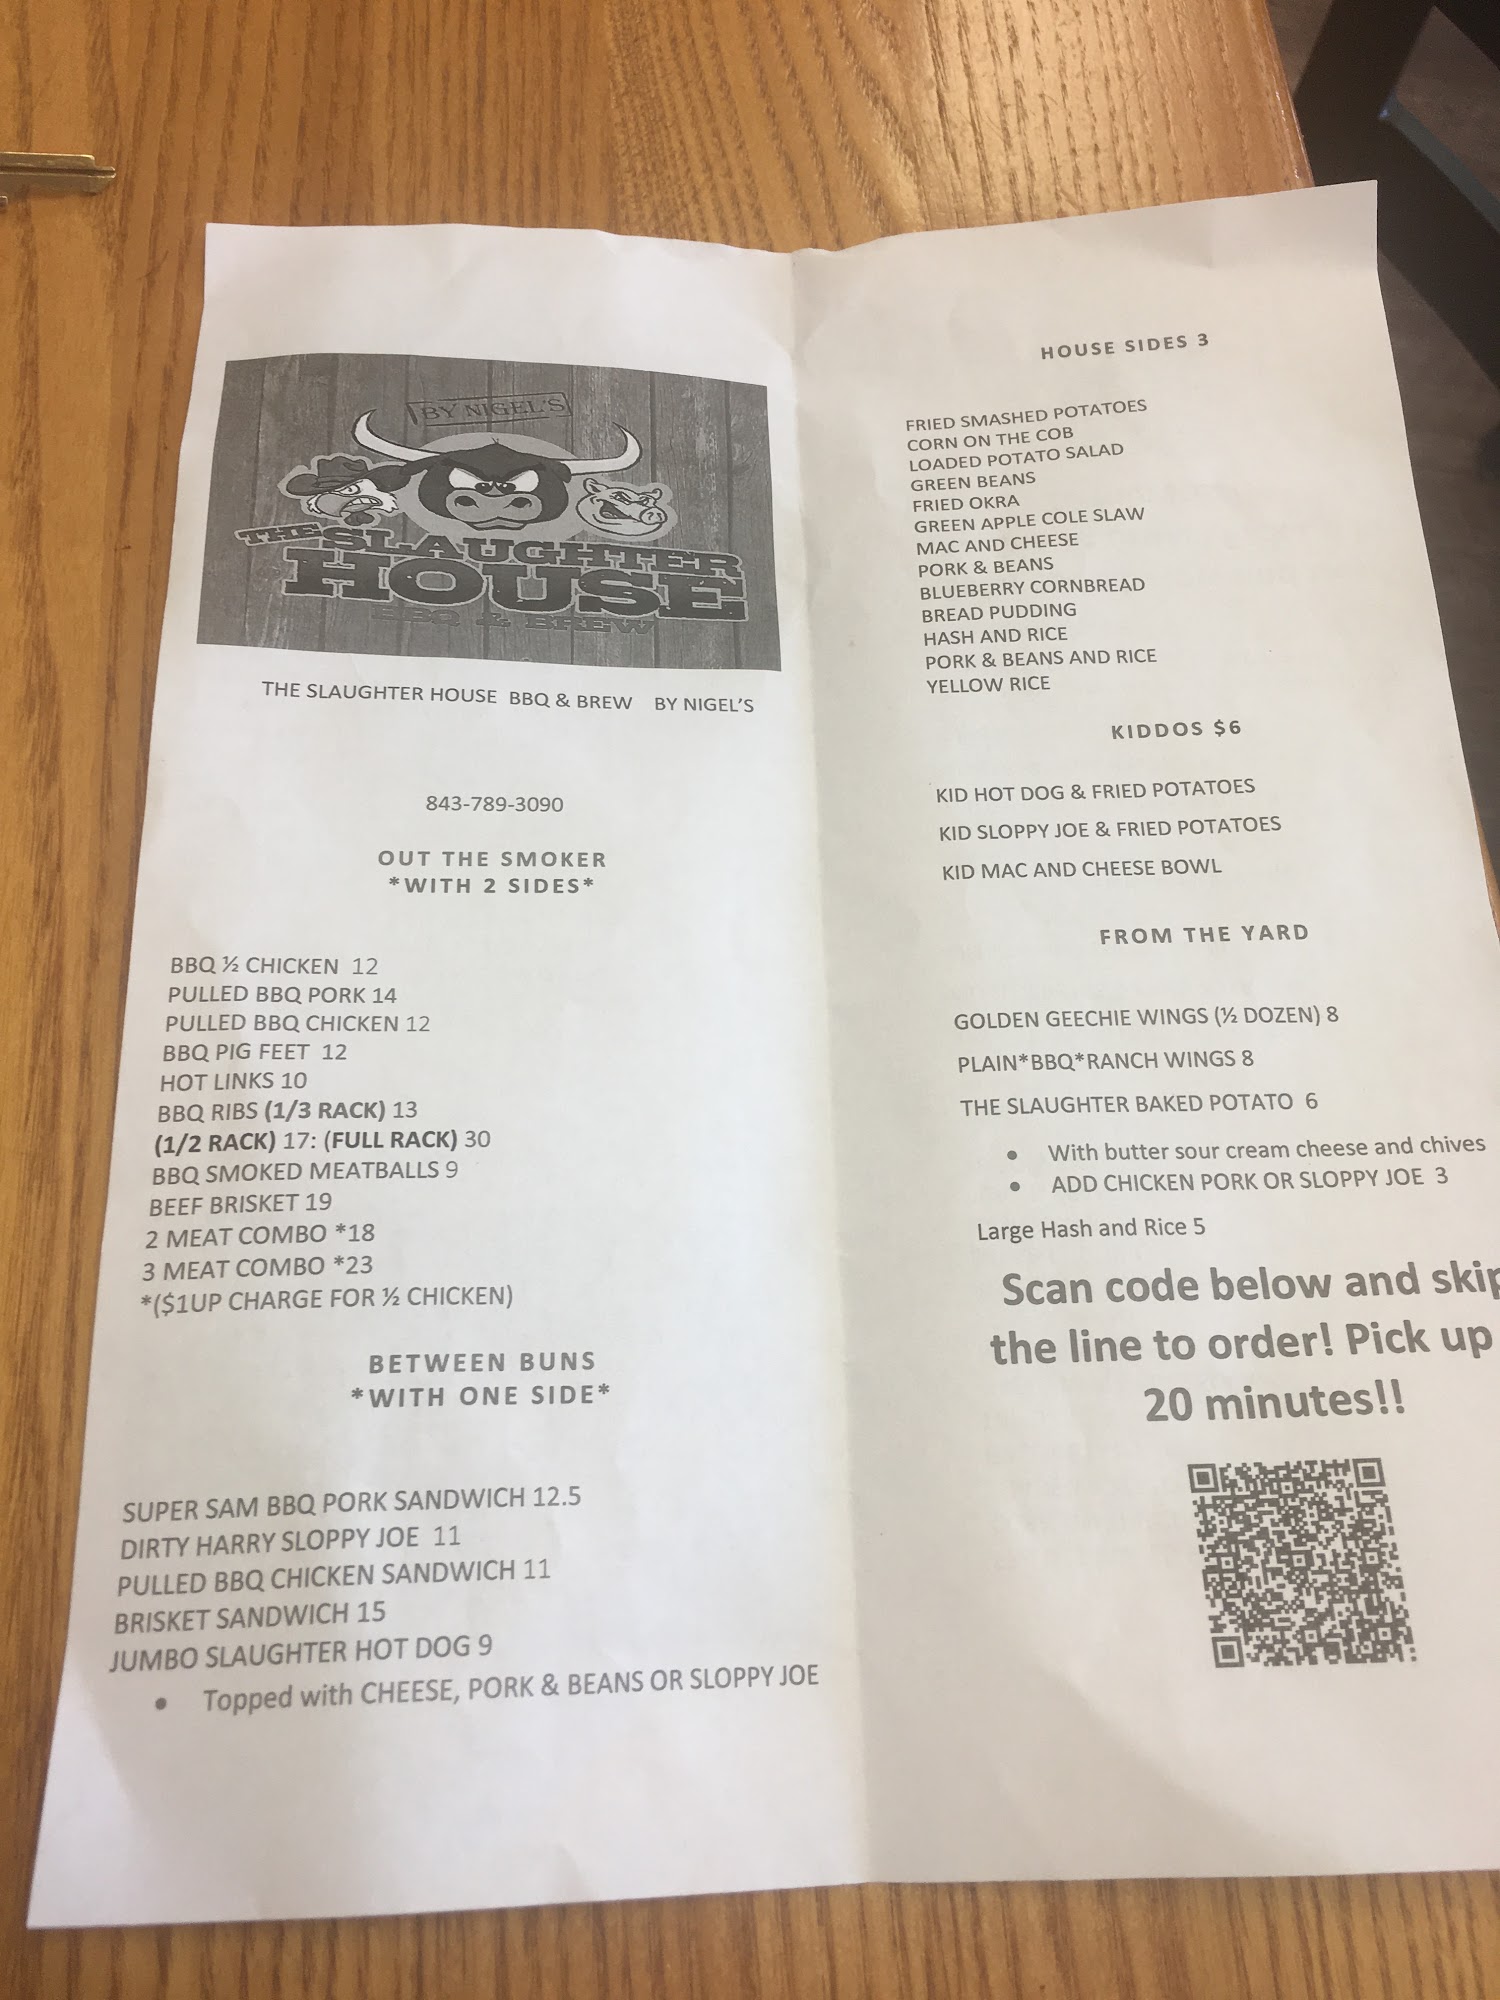 BY NIGEL'S
THE SLAUGHTER
HOUSE
BBQ & BREW
THE SLAUGHTER HOUSE BBQ & BREW BY NIGEL'S
843-789-3090
OUT THE SMOKER
*WITH 2 SIDES*
BBQ ½ CHICKEN 12
PULLED BBQ PORK 14
PULLED BBQ CHICKEN 12
BBQ PIG FEET 12
HOT LINKS 10
BBQ RIBS (1/3 RACK) 13
(1/2 RACK) 17: (FULL RACK) 30
BBQ SMOKED MEATBALLS 9
BEEF BRISKET 19
2 MEAT COMBO *18
3 MEAT COMBO *23
*($1UP CHARGE FOR ½ CHICKEN)
BETWEEN BUNS
*WITH ONE SIDE*
SUPER SAM BBQ PORK SANDWICH 12.5
DIRTY HARRY SLOPPY JOE 11
PULLED BBQ CHICKEN SANDWICH 11
BRISKET SANDWICH 15
JUMBO SLAUGHTER HOT DOG 9
• Topped with CHEESE, PORK & BEANS OR SLOPPY JOE
HOUSE SIDES 3
FRIED SMASHED POTATOES
CORN ON THE COB
LOADED POTATO SALAD
GREEN BEANS
FRIED OKRA
GREEN APPLE COLE SLAW
MAC AND CHEESE
PORK & BEANS
BLUEBERRY CORNBREAD
BREAD PUDDING
HASH AND RICE
PORK & BEANS AND RICE
YELLOW RICE
KIDDOS $6
KID HOT DOG & FRIED POTATOES
KID SLOPPY JOE & FRIED POTATOES
KID MAC AND CHEESE BOWL
FROM THE YARD
GOLDEN GEECHIE WINGS (½ DOZEN) 8
PLAIN*BBQ*RANCH WINGS 8
THE SLAUGHTER BAKED POTATO 6
• With butter sour cream cheese and chives
• ADD CHICKEN PORK OR SLOPPY JOE 3
Large Hash and Rice 5
Scan code below and skip
the line to order! Pick up
20 minutes!!